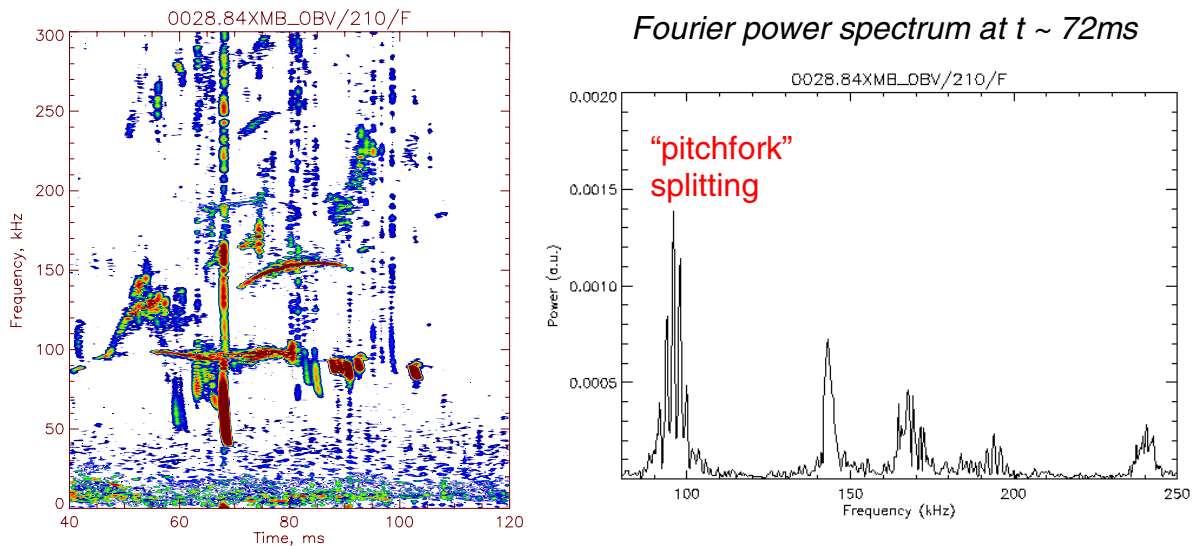 0028.84XMB_OBV/210/F
300
250
200
150
100
50
0
Frequency, kHz
40
60
80
100
120
Time, ms
Fourier power spectrum at t ~ 72ms
0028.84XMB_OBV/210/F
0.0020
0.0015
0.0010
0.0005
Power (a.u.)
“pitchfork”
splitting
100
150
200
250
Frequency (kHz)